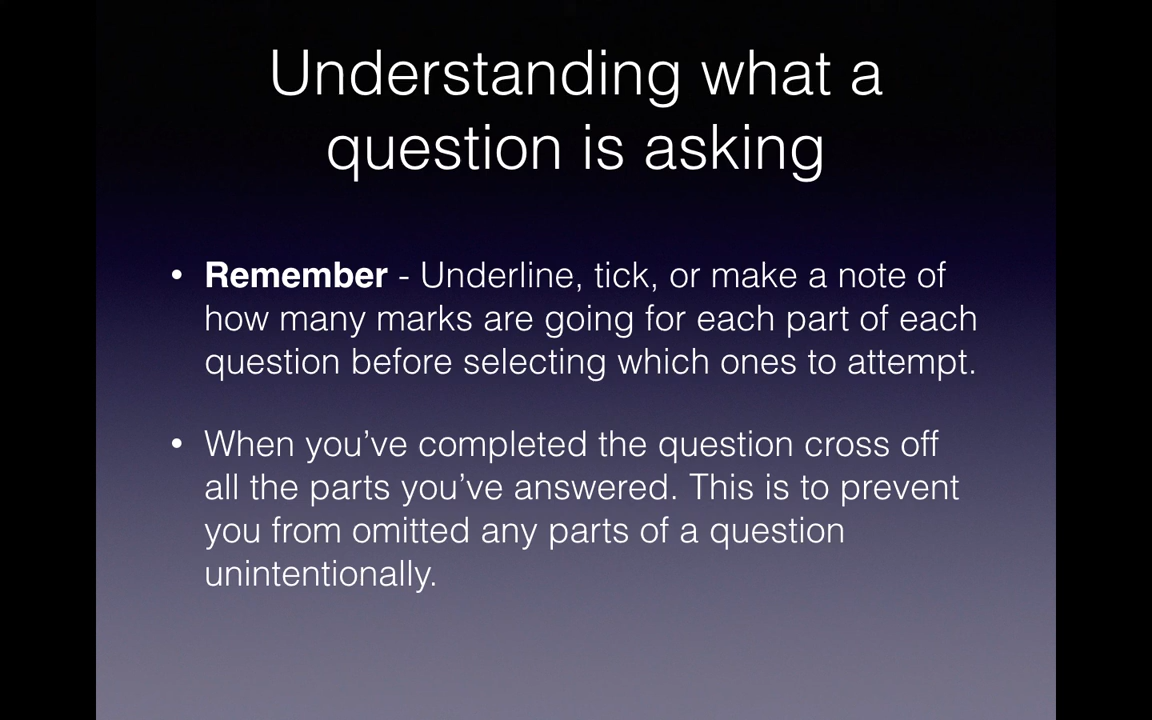 Understanding what a
question is asking
• Remember - Underline, tick, or make a note of
how many marks are going for each part of each
question before selecting which ones to attempt.
• When you’ve completed the question cross off
all the parts you’ve answered. This is to prevent
you from omitted any parts of a question
unintentionally.